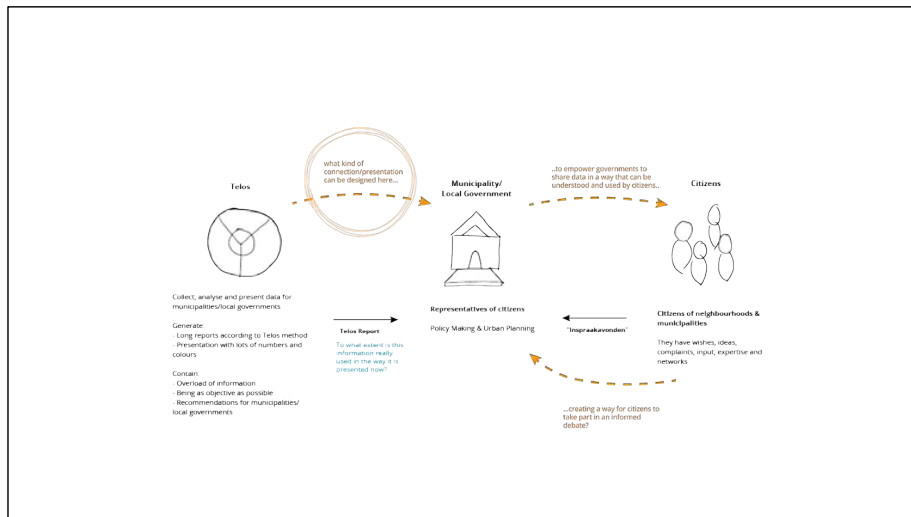 what kind of
connection/presentation
can be designed here...
..to empower governments to
share data in a way that can be
understood and used by citizens..
Telos
Municipality/
Local Government
Citizens
Collect, analyse and present data for
municipalities/local governments
Generate:
- Long reports according to Telos method
- Presentation with lots of numbers and
colours
Contain:
- Overload of information
- Being as objective as possible
- Recommendations for municipalities/
local governments
Telos Report
To what extent is this
information really
used in the way it is
presented now?
Representatives of citizens
Policy Making & Urban Planning
"Inspraakavonden"
Citizens of neighbourhoods &
municipalities
They have wishes, ideas,
complaints, input, expertise and
networks
...creating a way for citizens to
take part in an informed
debate?